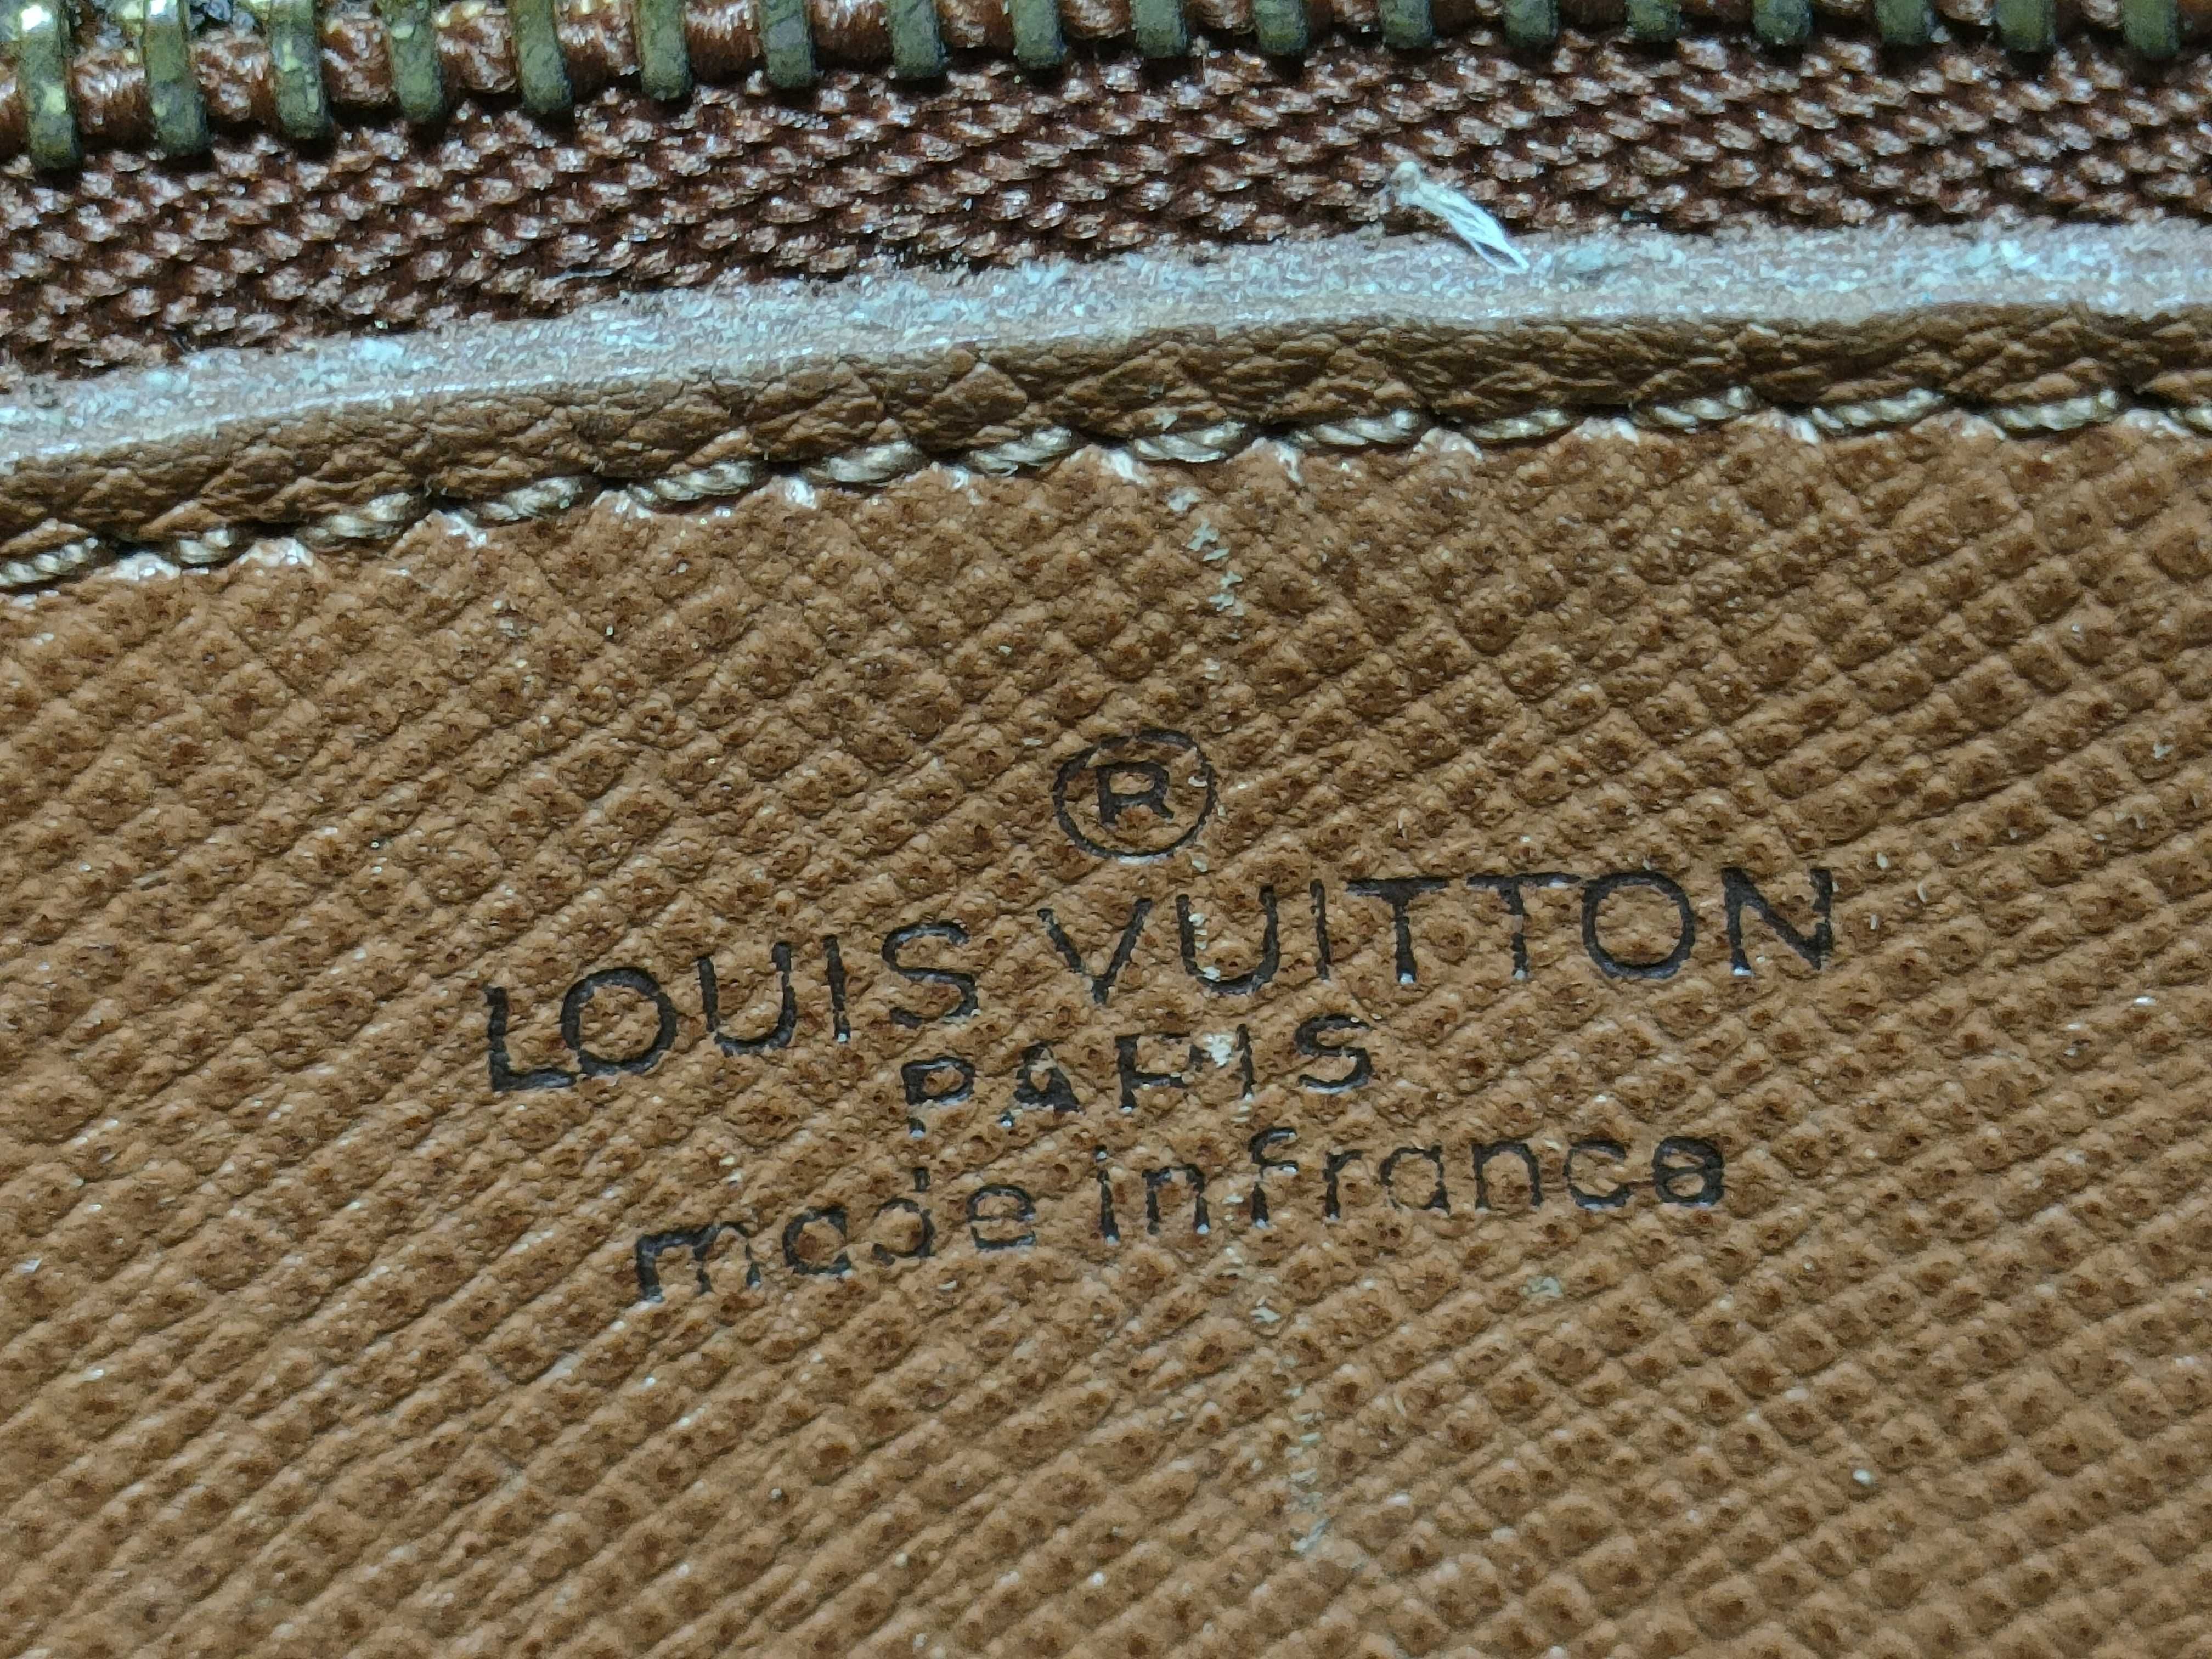 ®
LOUIS VUITTON
PARIS
made in france